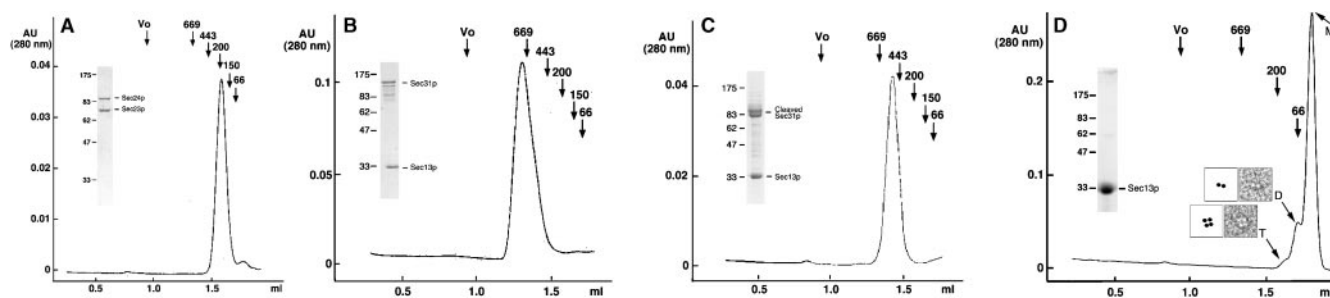 A
AU
(280 nm)
Vo
669
443
200
150
66
0.04
0.03
0.02
0.01
0
175
83
62
47
33
Sec24p
Sec23p
0.5
1.0
1.5
ml
B
AU
(280 nm)
Vo
669
443
200
150
66
0.1
0.05
0
175
83
62
47
33
Sec31p
Sec13p
0.5
1.0
1.5
ml
C
AU
(280 nm)
Vo
669
443
200
150
66
0.04
0.02
0
175
83
47
33
Cleaved
Sec31p
Sec13p
0.5
1.0
1.5
ml
D
AU
(280 nm)
Vo
669
200
66
0.2
0.1
0
175
83
62
47
33
Sec13p
D
T
0.5
1.0
1.5